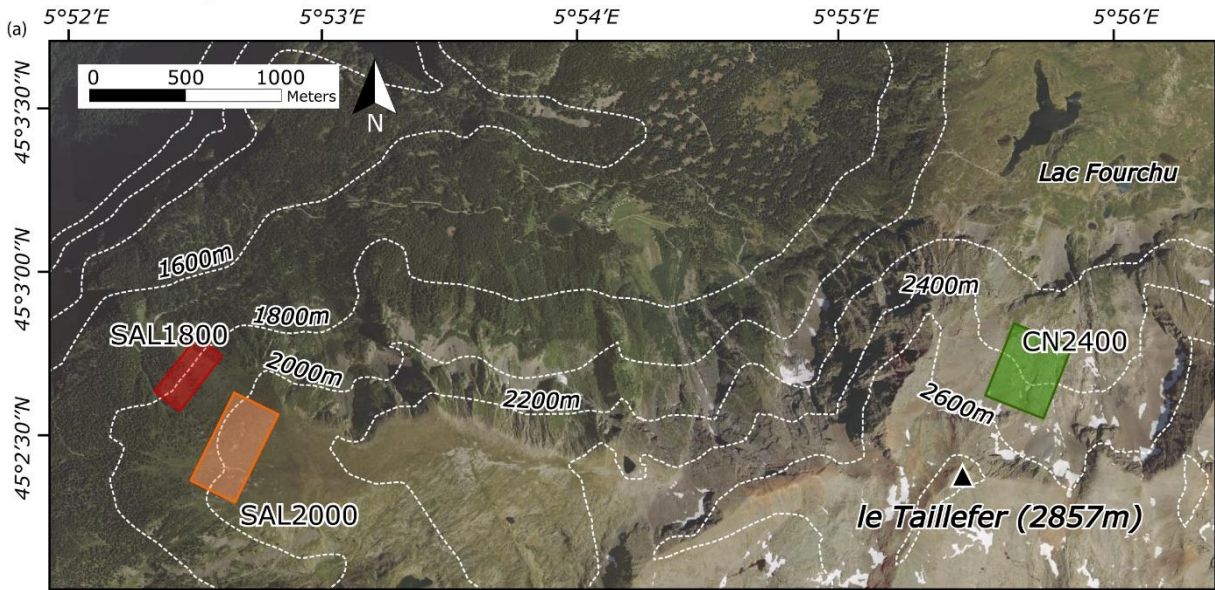 (a)
5°52’E 5°53’E 5°54’E 5°55’E 5°56’E
0 500 1000
Meters
N
45°3’30’’N
Lac Fourchu
45°3’00’’N
1600m
2400m
1800m
SAL1800
CN2400
2000m
2200m
2600m
45°2’30’’N
SAL2000
le Taillefer (2857m)